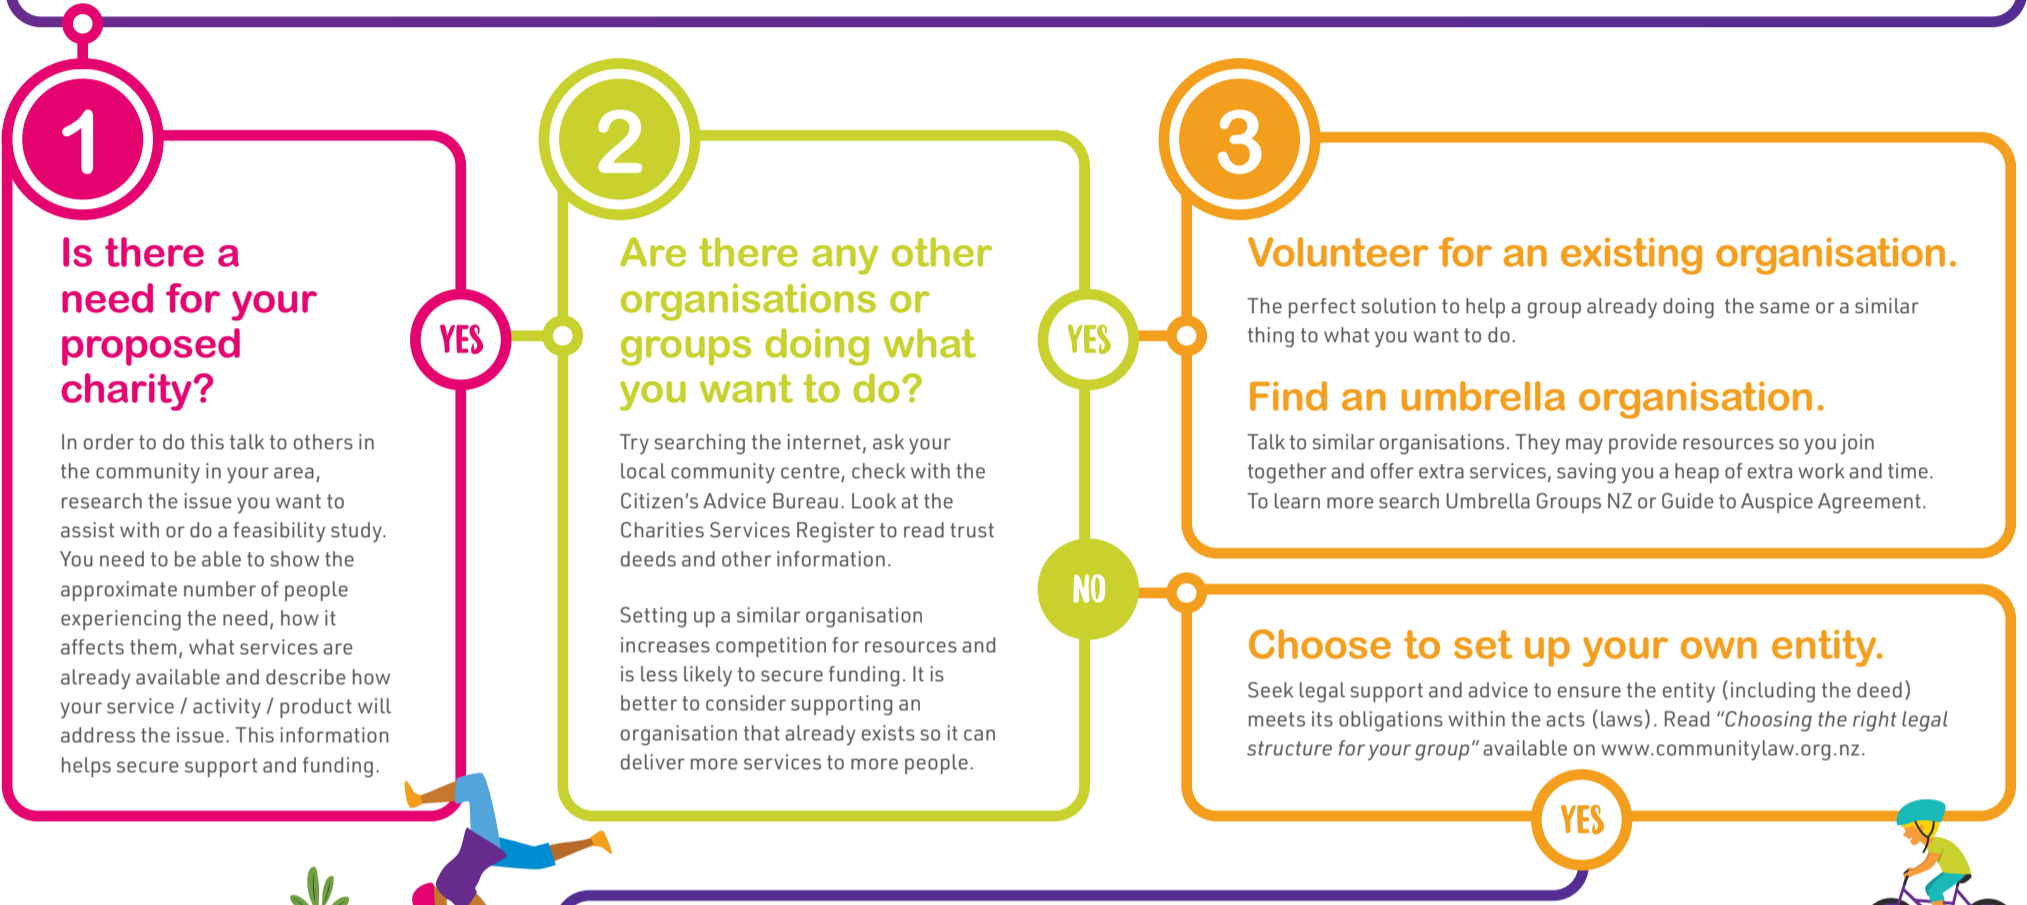 1
Is there a
need for your
proposed
charity?
In order to do this talk to others in
the community in your area,
research the issue you want to
assist with or do a feasibility study.
You need to be able to show the
approximate number of people
experiencing the need, how it
affects them, what services are
already available and describe how
your service / activity / product will
address the issue. This information
helps secure support and funding.
YES
2
Are there any other
organisations or
groups doing what
you want to do?
Try searching the internet, ask your
local community centre, check with the
Citizen's Advice Bureau. Look at the
Charities Services Register to read trust
deeds and other information.
Setting up a similar organisation
increases competition for resources and
is less likely to secure funding. It is
better to consider supporting an
organisation that already exists so it can
deliver more services to more people.
YES
NO
3
Volunteer for an existing organisation.
The perfect solution to help a group already doing the same or a similar
thing to what you want to do.
Find an umbrella organisation.
Talk to similar organisations. They may provide resources so you join
together and offer extra services, saving you a heap of extra work and time.
To learn more search Umbrella Groups NZ or Guide to Auspice Agreement.
Choose to set up your own entity.
Seek legal support and advice to ensure the entity (including the deed)
meets its obligations within the acts (laws). Read "Choosing the right legal
structure for your group" available on www.communitylaw.org.nz.
YES